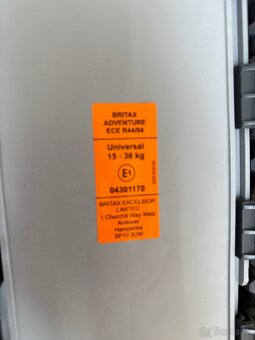 BRITAX
ADVENTURE
ECE R44/04
Universal
15 - 36 kg
E1
04301170
BRITAX EXCELSIOR
LIMITED
1 Churchill Way West
Andover
Hampshire
SP10 3UW